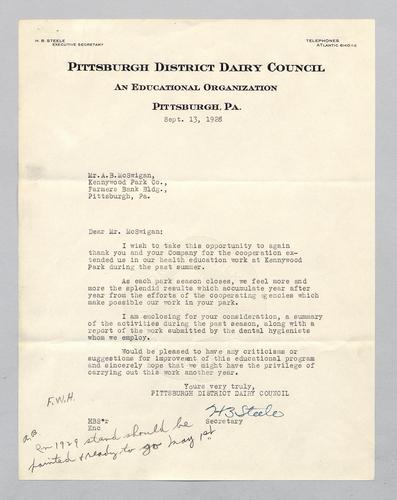 H. B. STEELE
EXECUTIVE SECRETARY
TELEPHONES
PITTSBURGH DISTRICT DAIRY COUNCIL
AN EDUCATIONAL ORGANIZATION
PITTSBURGH, PA.
Sept. 13, 1928
Mr.A.B.McSwigan,
Kennywood Park Co.,
Farmers Bank Bldg.,
Pittsburgh, Pa.
Dear Mr. McSwigan:
I wish to take this opportunity to again
thank you and your Company for the cooperation ex-
tended us in our health education work at Kennywood
Park during the past summer.
As each park season closes, we feel more and
more the splendid results which accumulate year after
year from the efforts of the cooperating agencies which
make possible our work in your park.
I am enclosing for your consideration, a summary
of the activities during the past season, along with a
report of the work submitted by the dental hygienists
whom we employ.
Would be pleased to have any criticisms or
suggestions for improvement of this educational program
and sincerely hope that we might have the privilege of
carrying out this work another year.
Yours very truly,
PITTSBURGH DISTRICT DAIRY COUNCIL
F.W.H.
HB Steele
HBS*r
Secretary
Enc
In 1929 stand should be
painted & ready to go May 1st